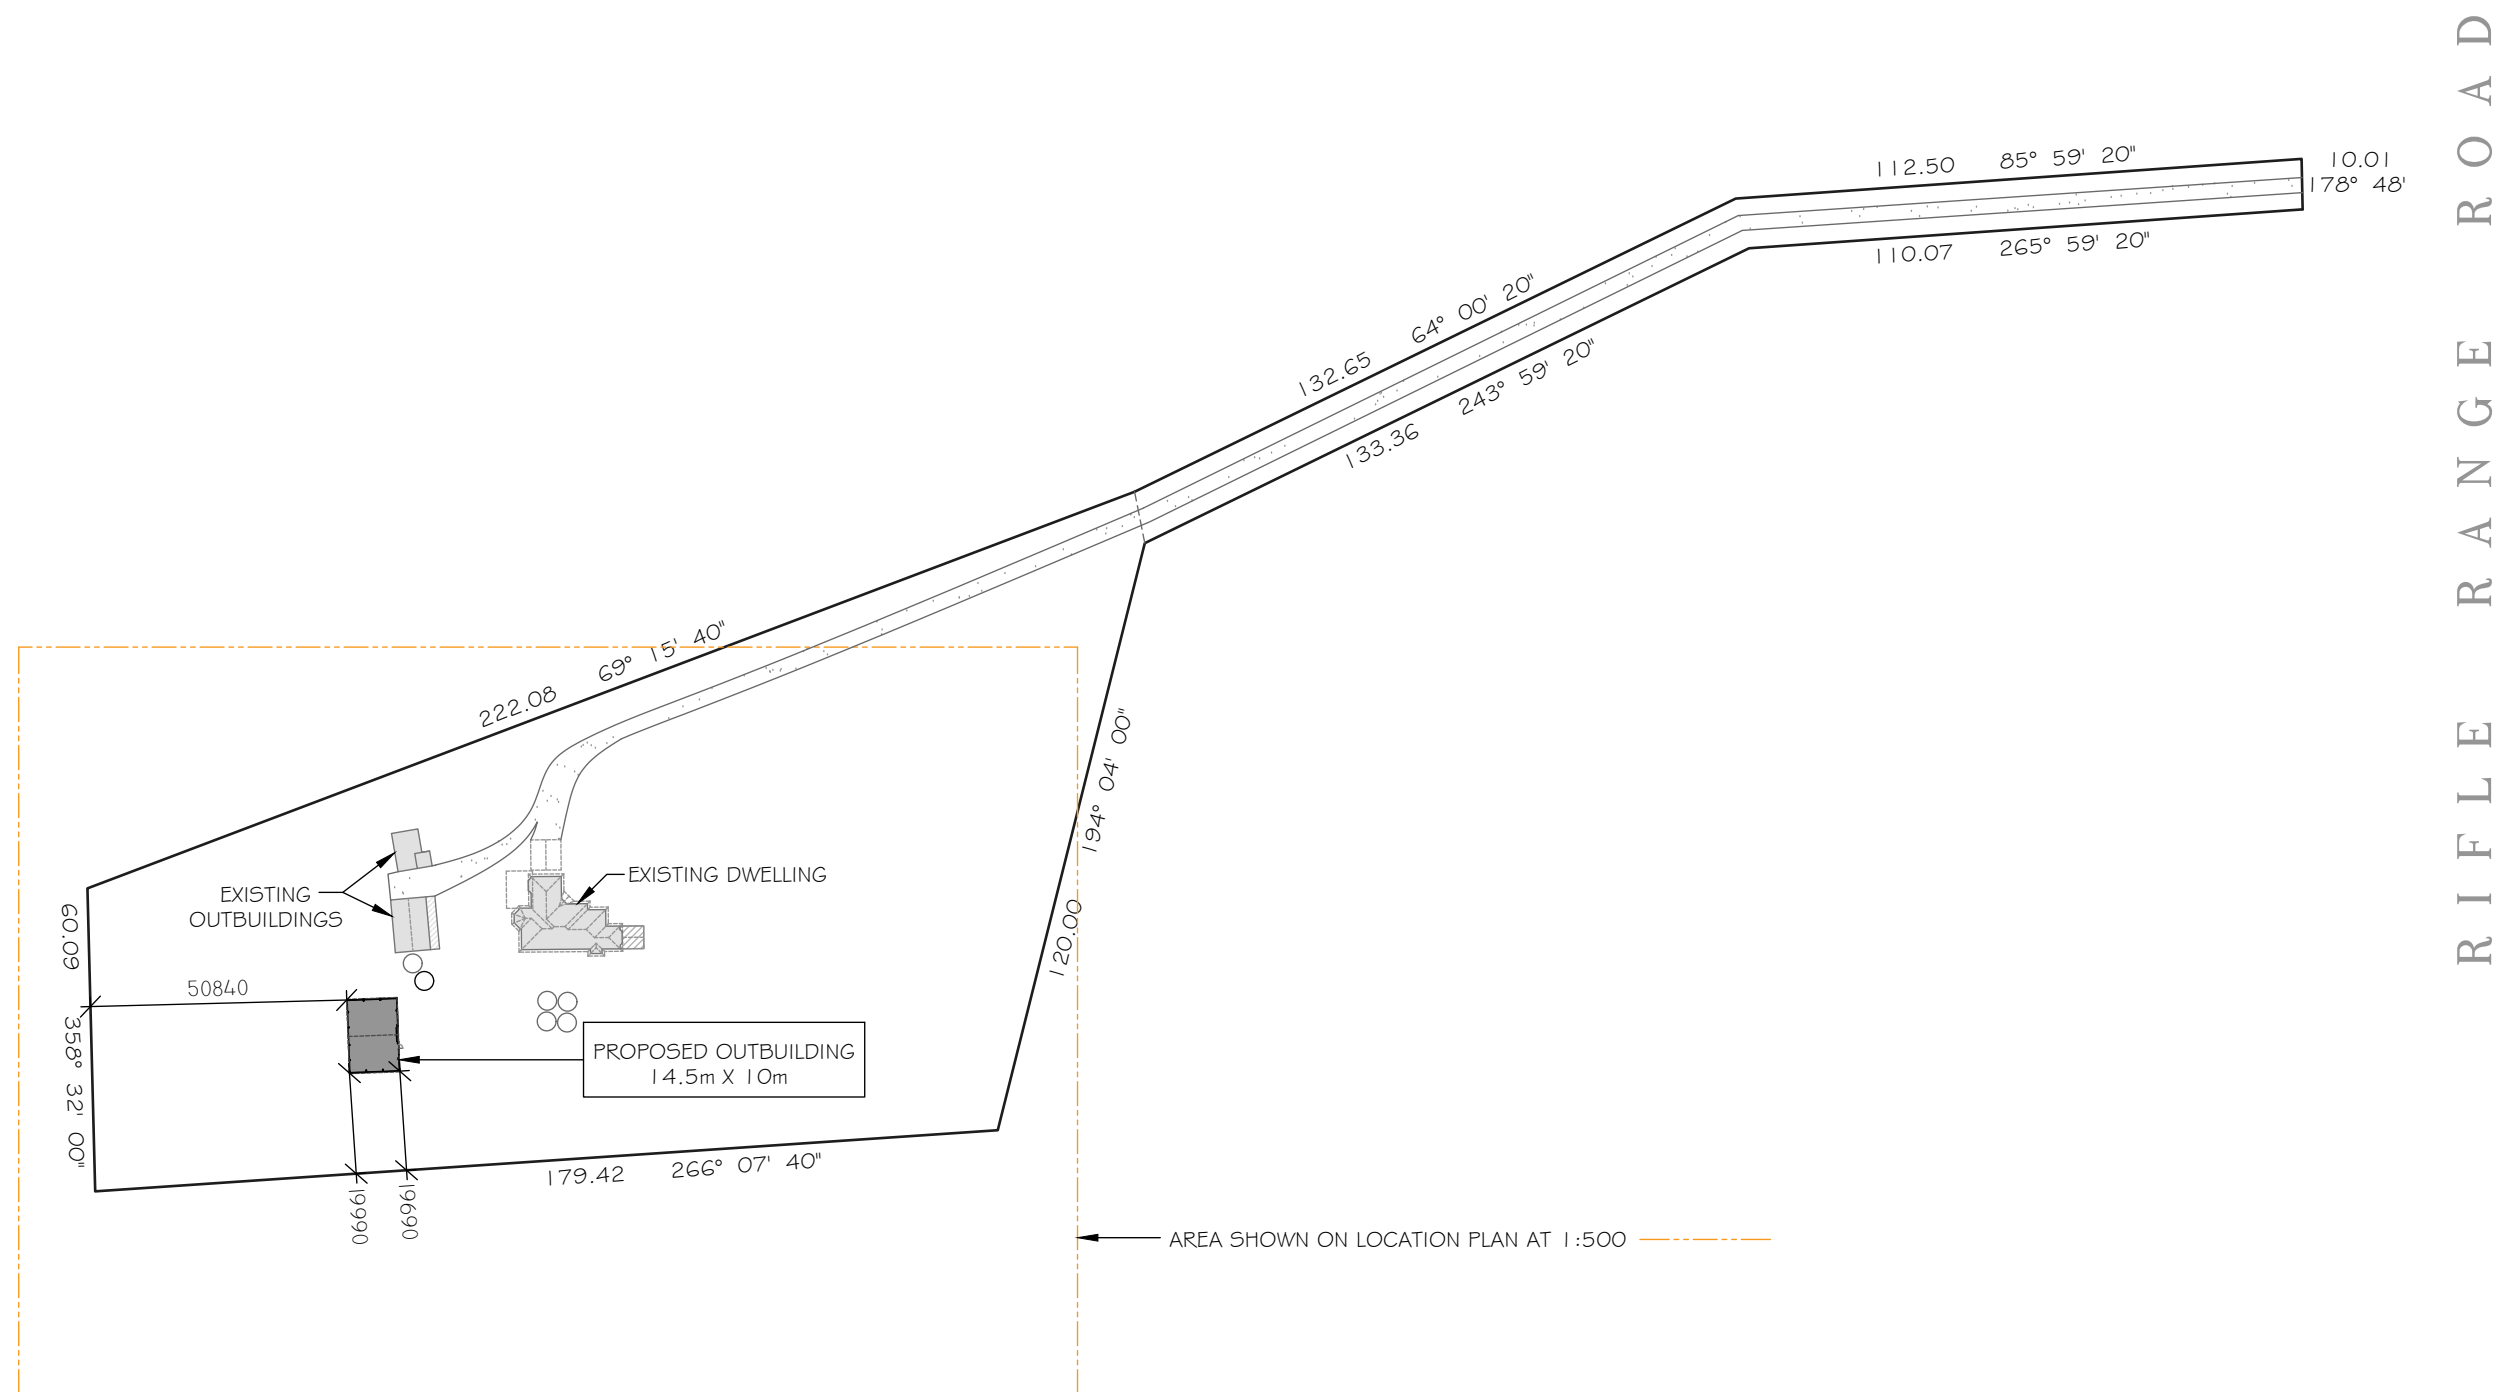 112.50 85° 59' 20"
10.01
178° 48'
110.07 265° 59' 20"
132.65 64° 00' 20"
133.36 243° 59' 20"
222.08 69° 15' 40"
120.00 194° 04' 00"
EXISTING
OUTBUILDINGS
EXISTING DWELLING
60.09 358° 32' 00"
50840
PROPOSED OUTBUILDING
14.5m X 10m
179.42 266° 07' 40"
19990
19690
AREA SHOWN ON LOCATION PLAN AT 1:500
RIFLE RANGE ROAD